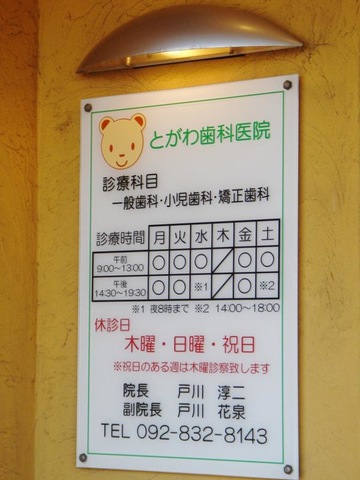 とがわ歯科医院
診療科目
一般歯科・小児歯科・矯正歯科
診療時間 月 火 水 木 金 土
午前 9:00～13:00 ○ ○ ○ ／ ○ ○
午後 14:30～19:30 ○ ○ ※1 ／ ○ ※2
※1 夜8時まで ※2 14:00～18:00
休診日
木曜・日曜・祝日
※祝日のある週は木曜診察致します
院長 戸川 淳二
副院長 戸川 花泉
TEL 092-832-8143